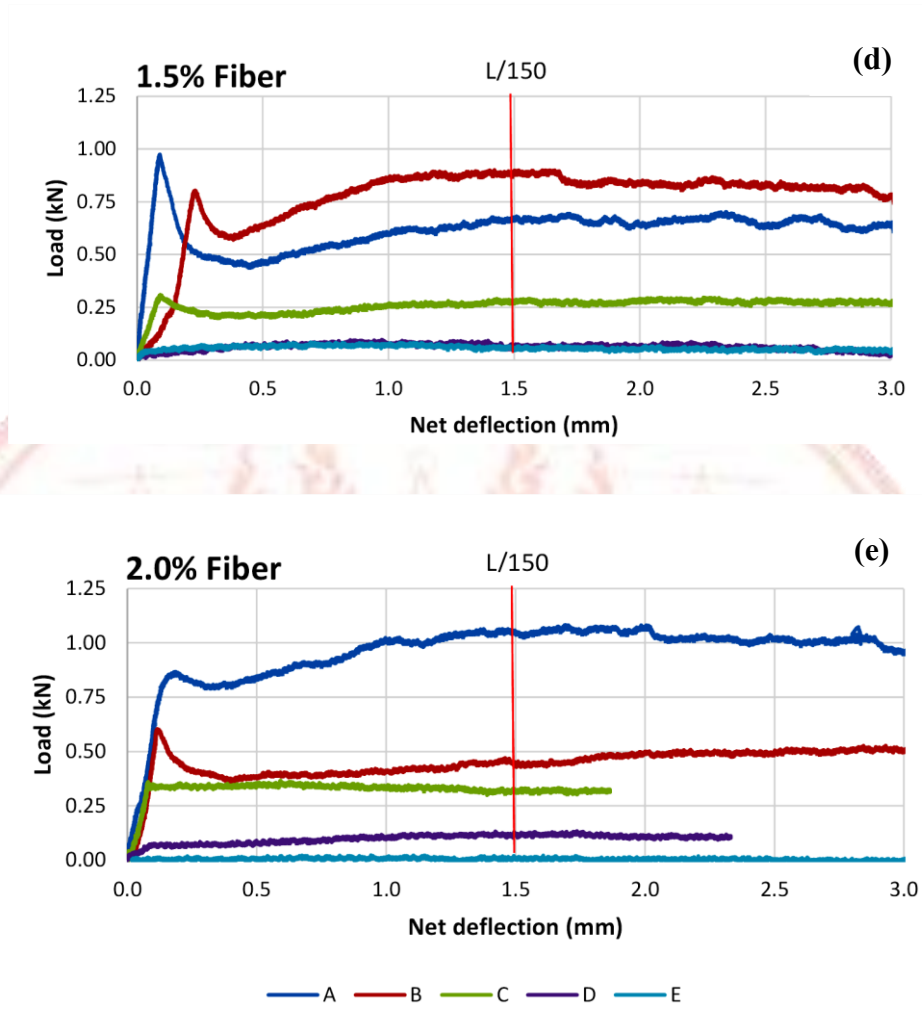 (d)
1.5% Fiber
L/150
1.25
1.00
0.75
0.50
0.25
0.00
Load (kN)
0.0 0.5 1.0 1.5 2.0 2.5 3.0
Net deflection (mm)
(e)
2.0% Fiber
L/150
1.25
1.00
0.75
0.50
0.25
0.00
Load (kN)
0.0 0.5 1.0 1.5 2.0 2.5 3.0
Net deflection (mm)
A B C D E